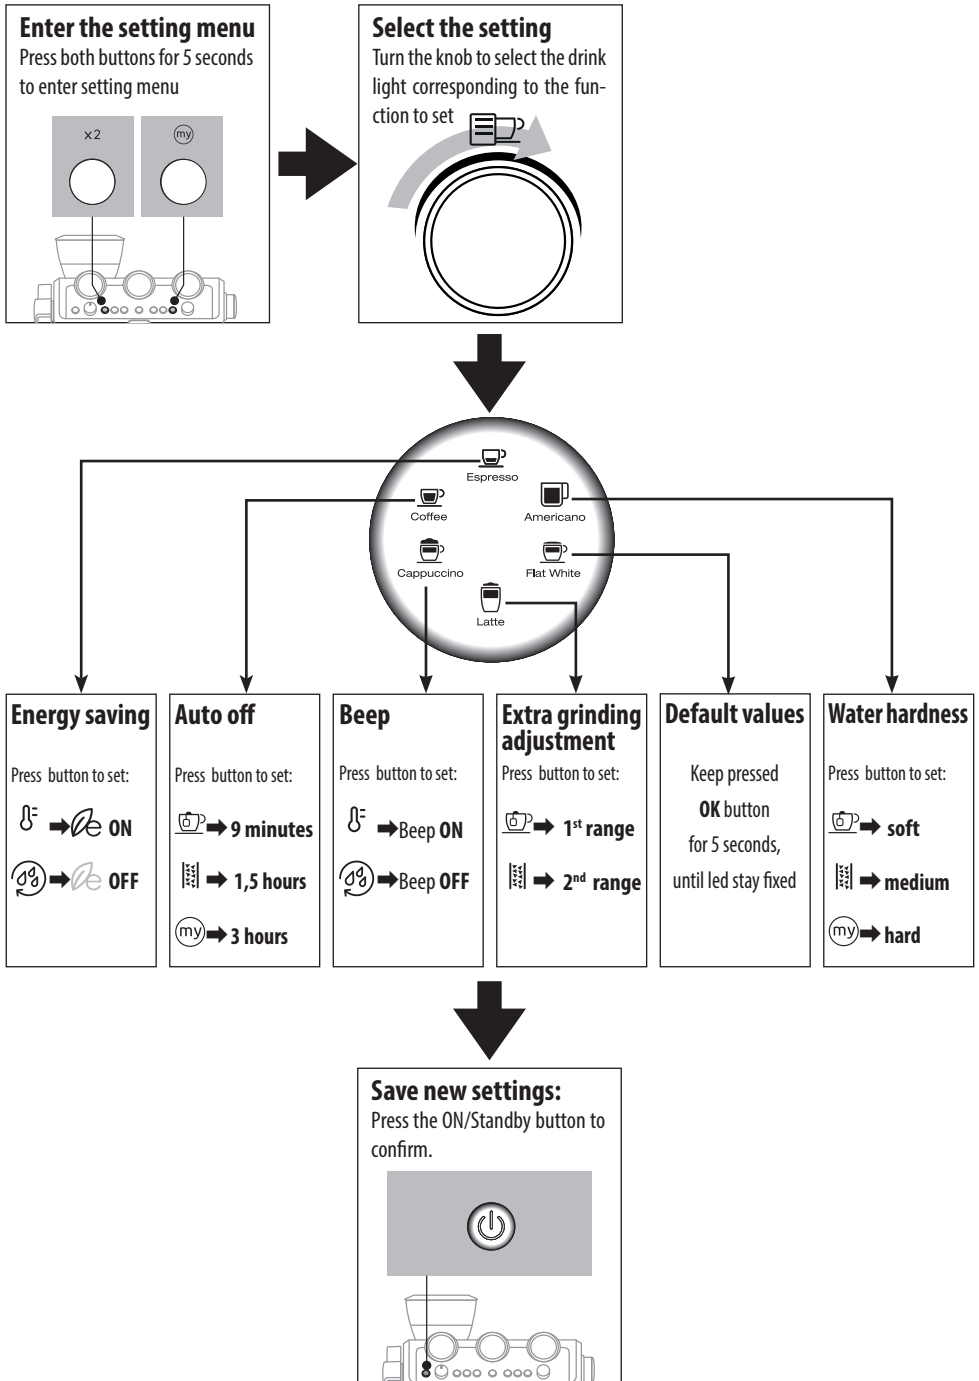 Enter the setting menu
Press both buttons for 5 seconds
to enter setting menu
x2
my
Select the setting
Turn the knob to select the drink
light corresponding to the fun-
ction to set
Espresso
Coffee
Americano
Cappuccino
Flat White
Latte
Energy saving
Press button to set:
ON
OFF
Auto off
Press button to set:
9 minutes
1,5 hours
my 3 hours
Beep
Press button to set:
Beep ON
Beep OFF
Extra grinding
adjustment
Press button to set:
1st range
2nd range
Default values
Keep pressed
OK button
for 5 seconds,
until led stay fixed
Water hardness
Press button to set:
soft
medium
my hard
Save new settings:
Press the ON/Standby button to
confirm.